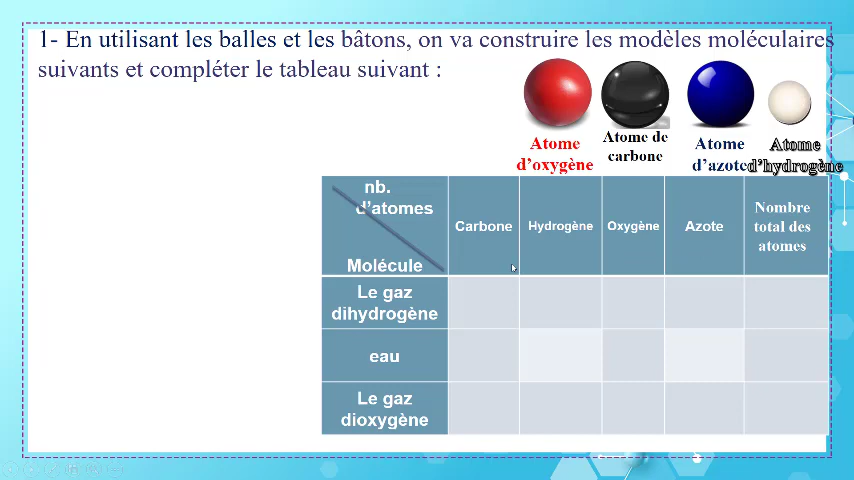 1- En utilisant les balles et les bâtons, on va construire les modèles moléculaires
suivants et compléter le tableau suivant :
Atome
d'oxygène
Atome de
carbone
Atome
d'azote
Atome
d'hydrogène
nb.
d'atomes
Molécule
Carbone
Hydrogène
Oxygène
Azote
Nombre
total des
atomes
Le gaz
dihydrogène
eau
Le gaz
dioxygène